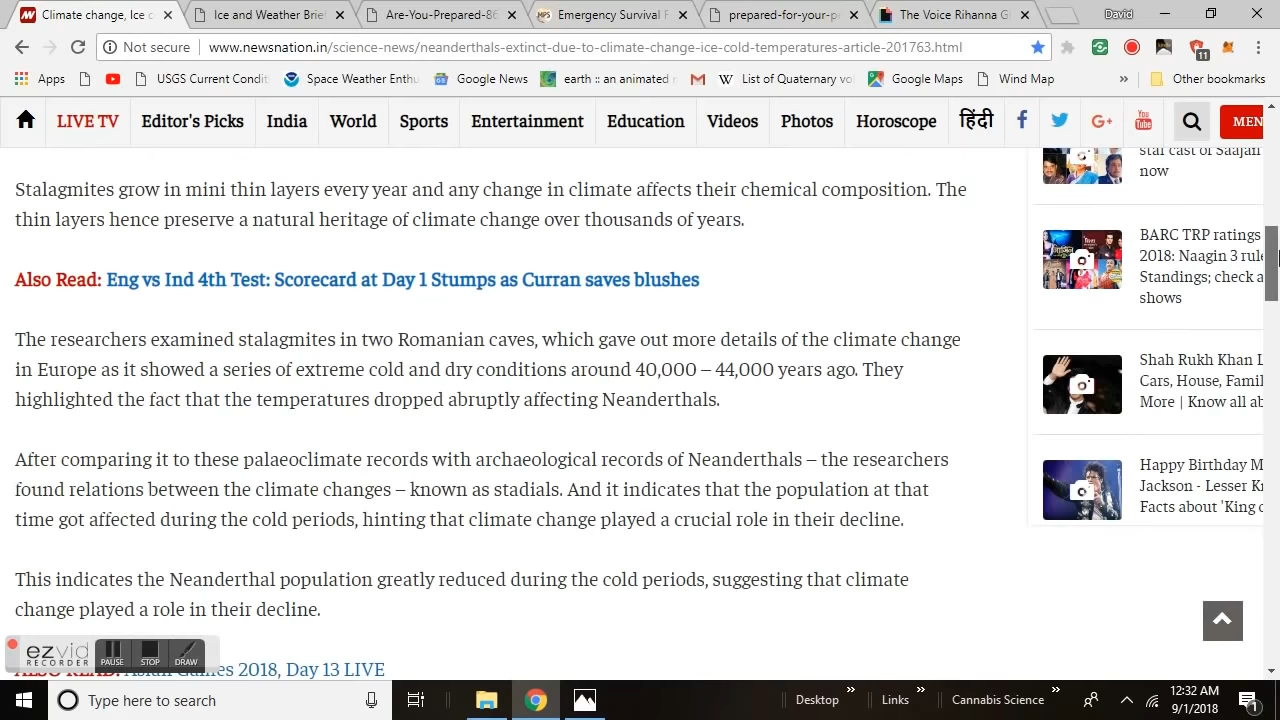 Climate change, Ice c
Ice and Weather Brief
Are-You-Prepared-86
Emergency Survival F
prepared-for-your-p
The Voice Rihanna G
David
Not secure
www.newsnation.in/science-news/neanderthals-extinct-due-to-climate-change-ice-cold-temperatures-article-201763.html
11
Apps
USGS Current Condit
Space Weather Enthu
Google News
earth :: an animated
List of Quaternary vo
Google Maps
Wind Map
»
Other bookmarks
LIVE TV
Editor's Picks
India
World
Sports
Entertainment
Education
Videos
Photos
Horoscope
हिंदी
G+
You Tube
MEN
Stalagmites grow in mini thin layers every year and any change in climate affects their chemical composition. The
thin layers hence preserve a natural heritage of climate change over thousands of years.
Also Read: Eng vs Ind 4th Test: Scorecard at Day 1 Stumps as Curran saves blushes
The researchers examined stalagmites in two Romanian caves, which gave out more details of the climate change
in Europe as it showed a series of extreme cold and dry conditions around 40,000 – 44,000 years ago. They
highlighted the fact that the temperatures dropped abruptly affecting Neanderthals.
After comparing it to these palaeoclimate records with archaeological records of Neanderthals – the researchers
found relations between the climate changes – known as stadials. And it indicates that the population at that
time got affected during the cold periods, hinting that climate change played a crucial role in their decline.
This indicates the Neanderthal population greatly reduced during the cold periods, suggesting that climate
change played a role in their decline.
ALSO READ: Asian Games 2018, Day 13 LIVE
star cast of Saajan
now
BARC TRP ratings
2018: Naagin 3 rule
Standings; check a
shows
Shah Rukh Khan L
Cars, House, Famil
More | Know all ab
Happy Birthday M
Jackson - Lesser Kn
Facts about 'King o
ezvid
RECORDER
PAUSE
STOP
DRAW
Type here to search
Desktop
»
Links
»
Cannabis Science
»
12:32 AM
9/1/2018
1